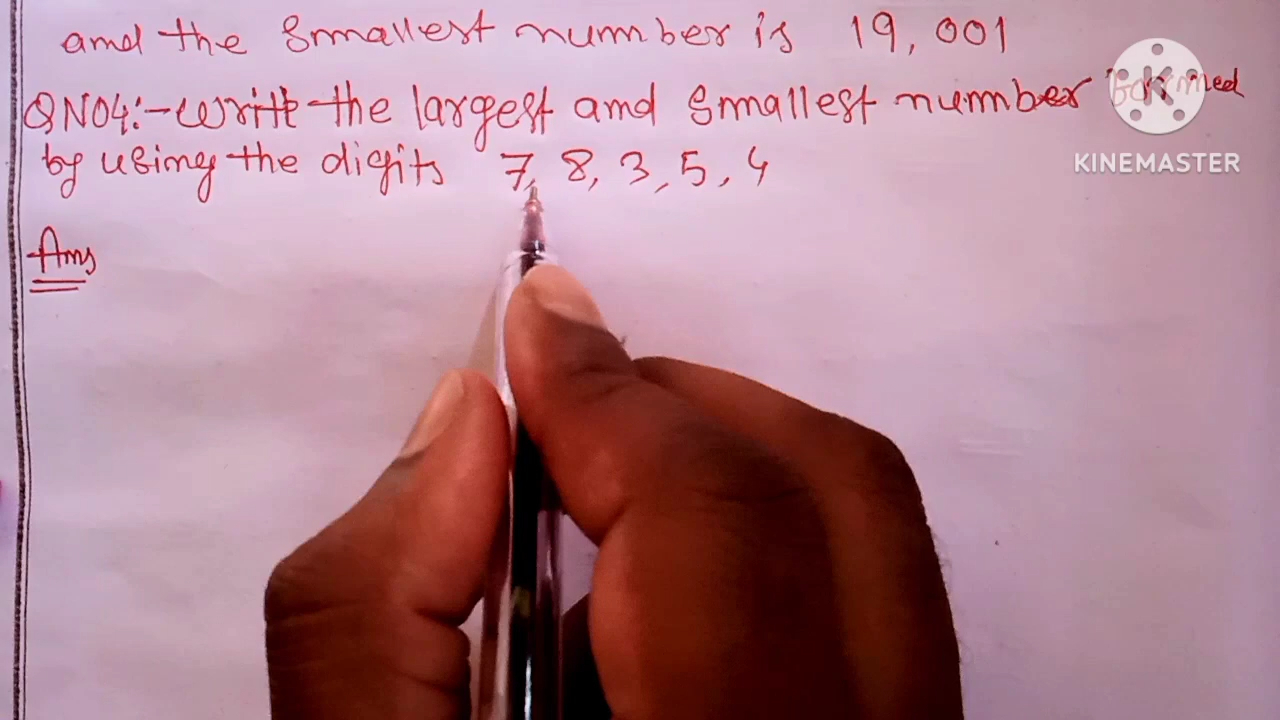 and the smallest number is 19,001
QNO4:- Write the largest and smallest number formed
KINEMASTER
by using the digits 7, 8, 3, 5, 4
Ans